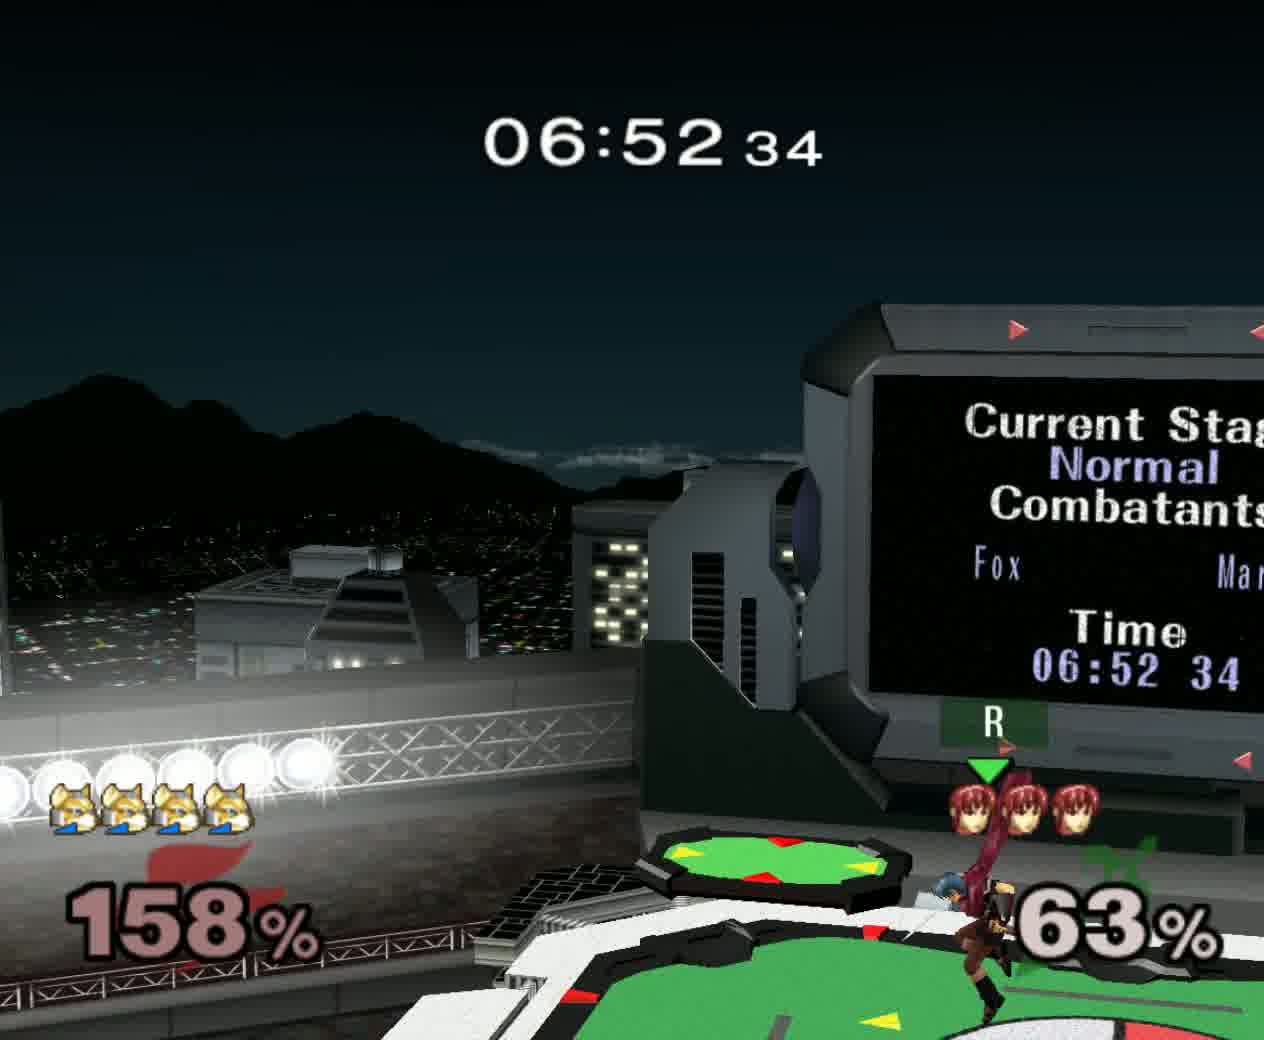 06:52 34
Current Stag
Normal
Combatants
Fox Mar
Time
06:52 34
R
158%
63%